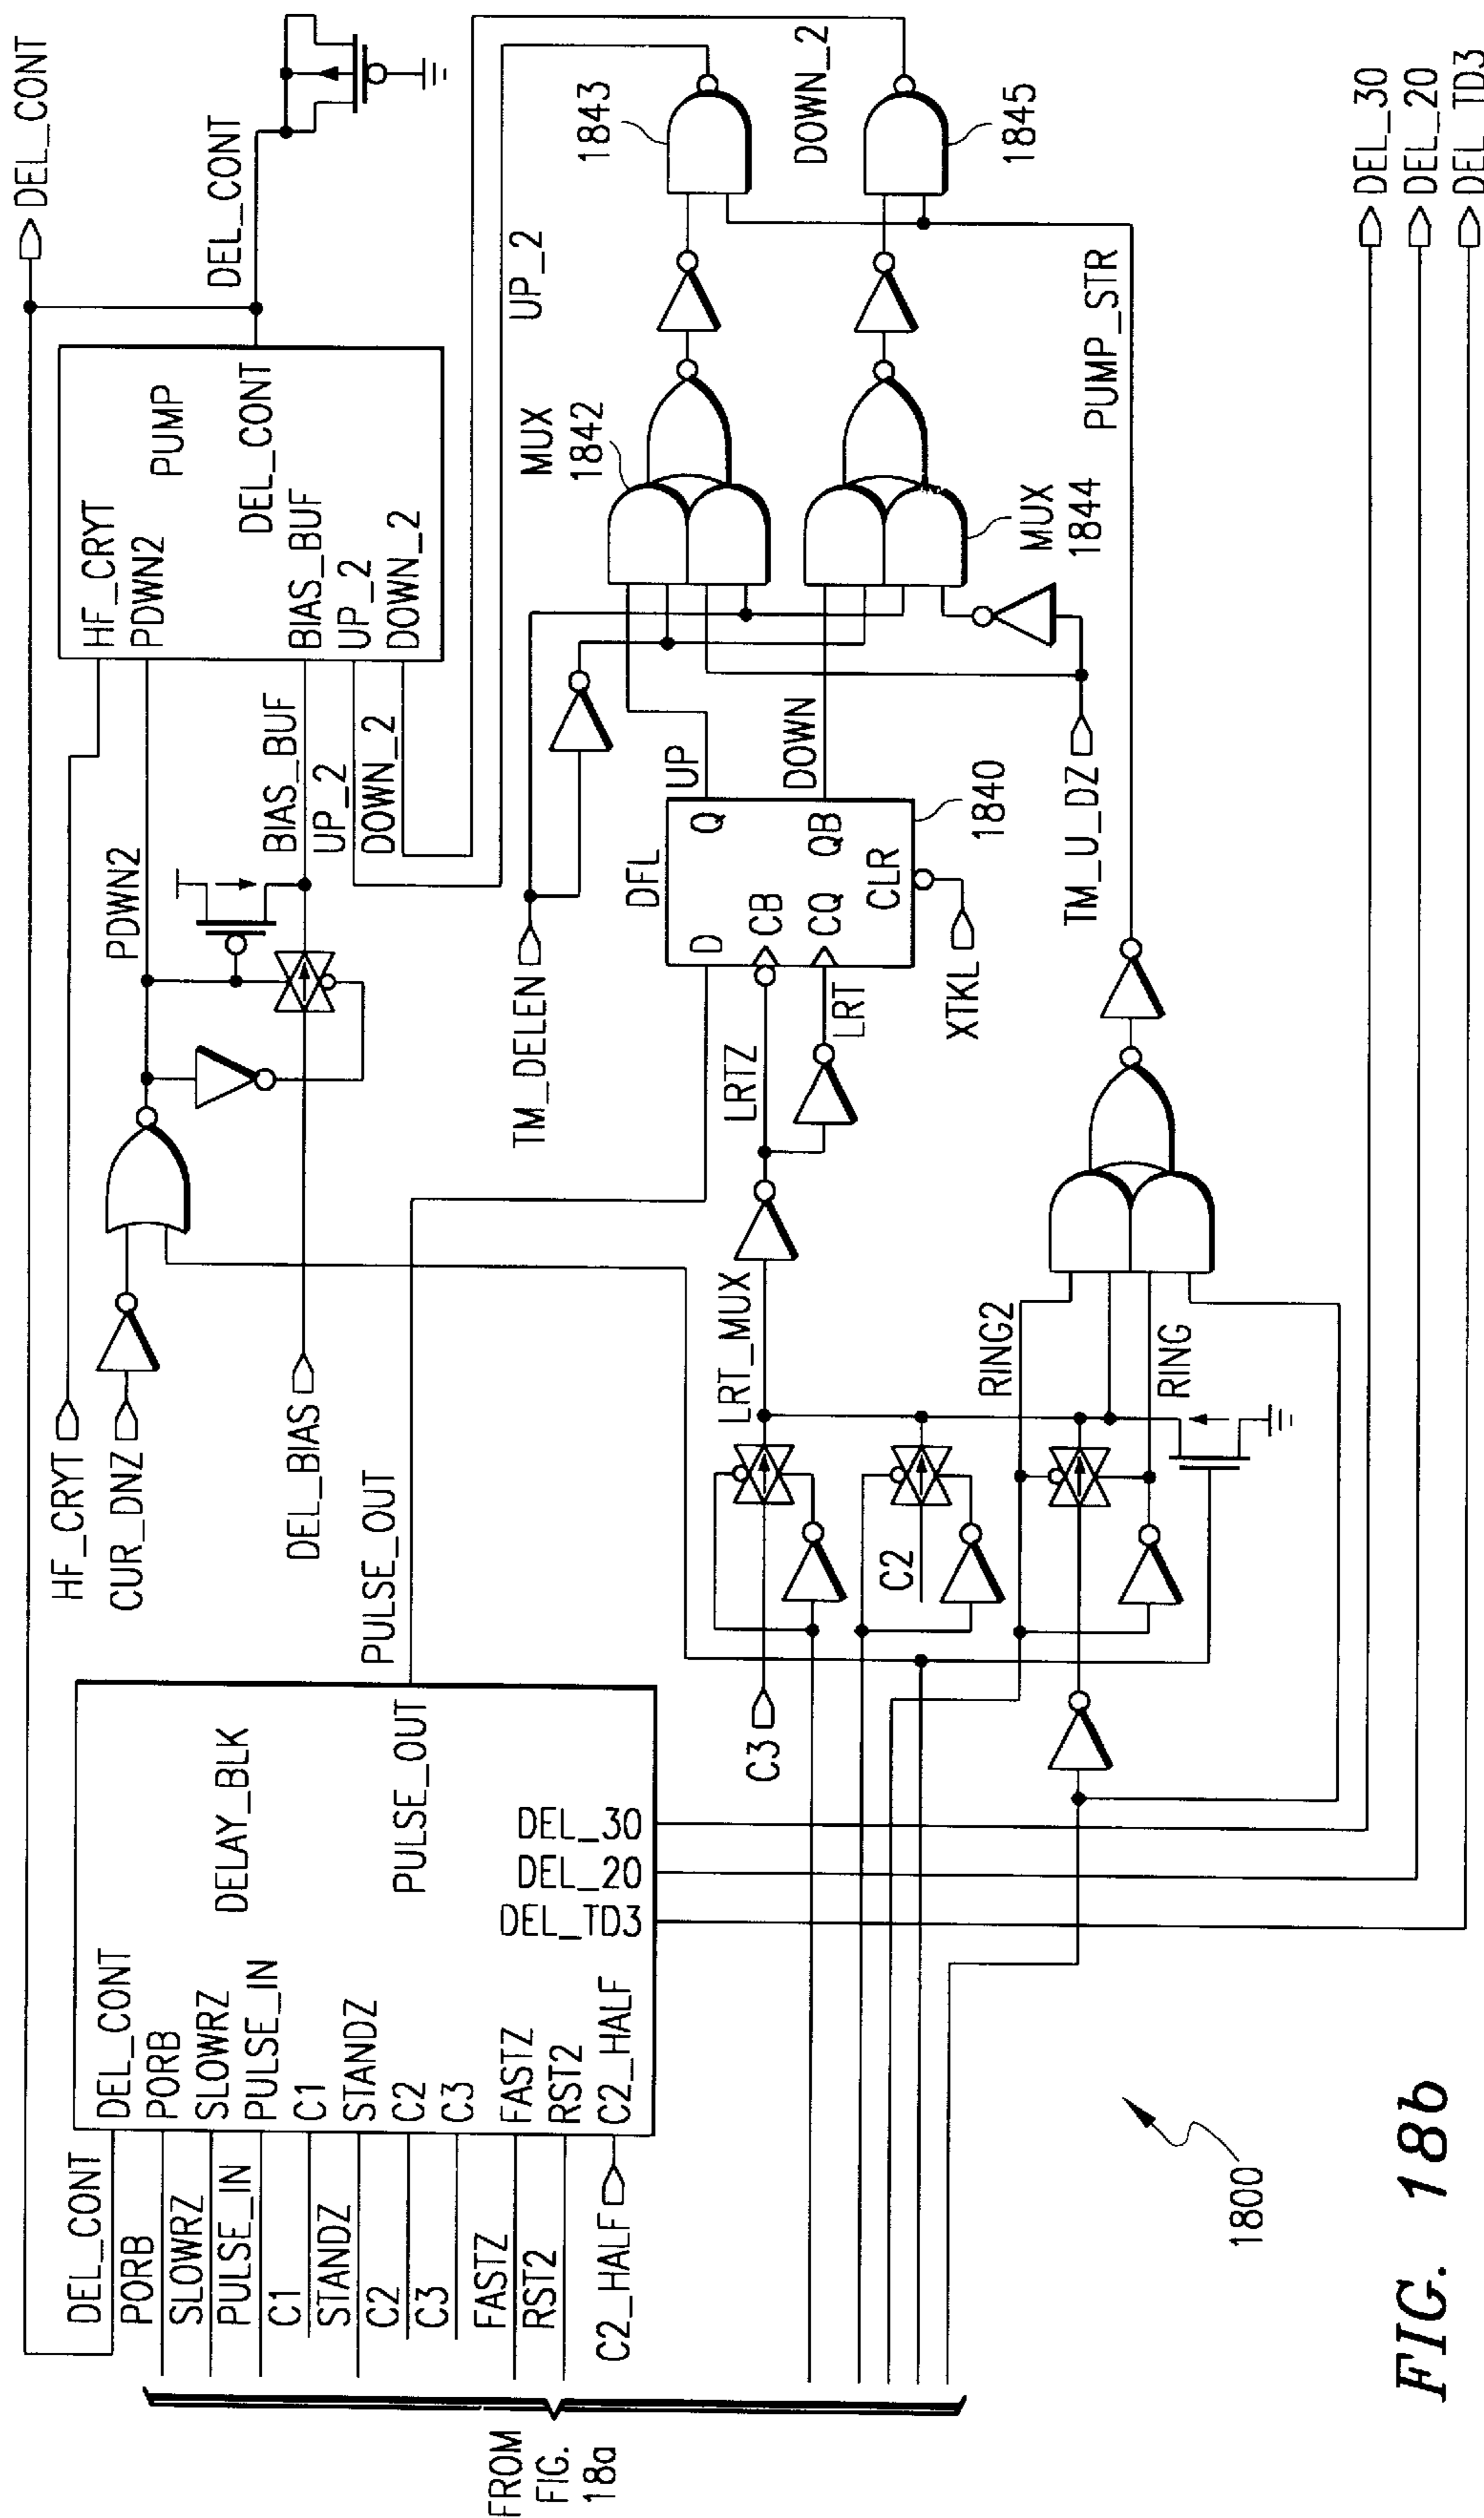 FROM
FIG.
18a
DEL_CONT
PORB
SLOWRZ
PULSE_IN
C1
STANDZ
C2
C3
FASTZ
RST2
C2_HALF
DEL_CONT
PORB
SLOWRZ
PULSE_IN
C1
STANDZ
C2
C3
FASTZ
RST2
C2_HALF
DELAY_BLK
PULSE_OUT
DEL_30
DEL_20
DEL_TD3
PULSE_OUT
HF_CRYT
CUR_DNZ
DEL_BIAS
PDWN2
BIAS_BUF
UP_2
DOWN_2
HF_CRYT
PDWN2
PUMP
DEL_CONT
BIAS_BUF
UP_2
DOWN_2
DEL_CONT
DEL_CONT
C3
C2
LRT_MUX
RING2
RING
LRTZ
LRT
TM_DELEN
XTKL
DFL
D
Q
CB
CQ
QB
CLR
1840
UP
DOWN
TM_U_DZ
MUX
1842
MUX
1844
UP_2
1843
DOWN_2
1845
PUMP_STR
DEL_30
DEL_20
DEL_TD3
1800
FIG. 18b